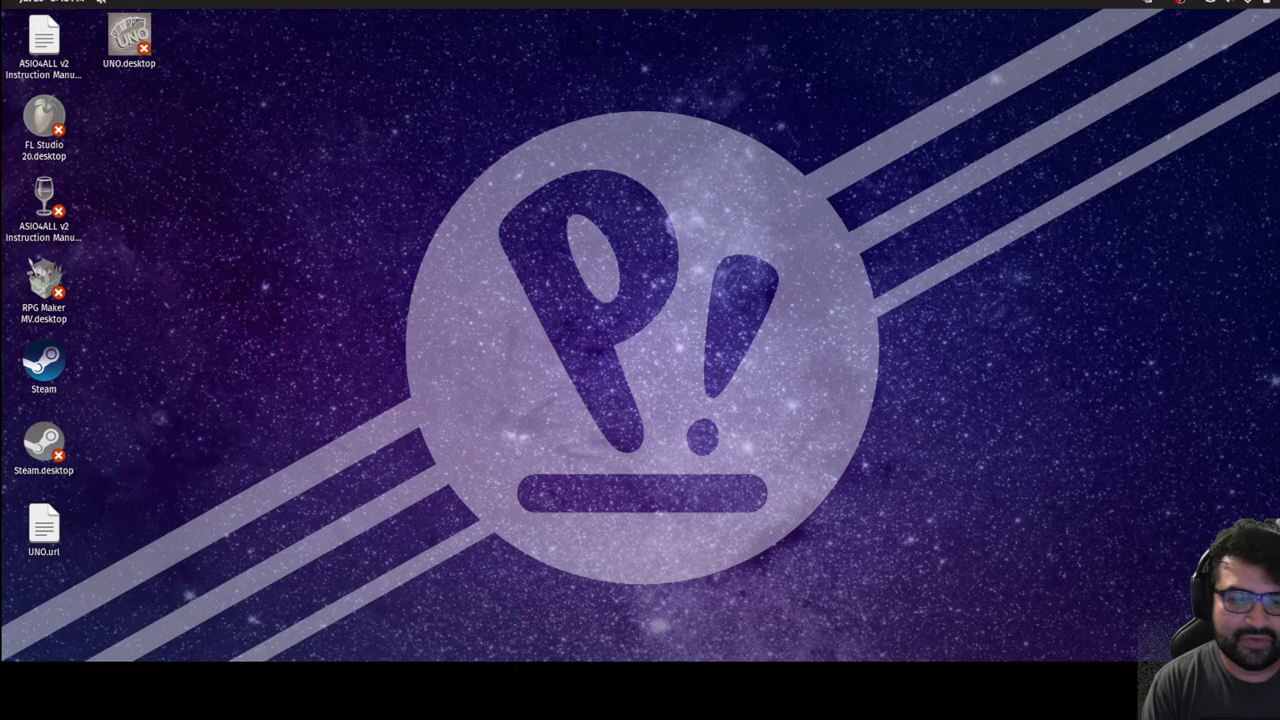 ASIO4ALL v2
Instruction Manu...
UNO
UNO.desktop
FL Studio
20.desktop
ASIO4ALL v2
Instruction Manu...
RPG Maker
MV.desktop
Steam
Steam.desktop
UNO.url
P!